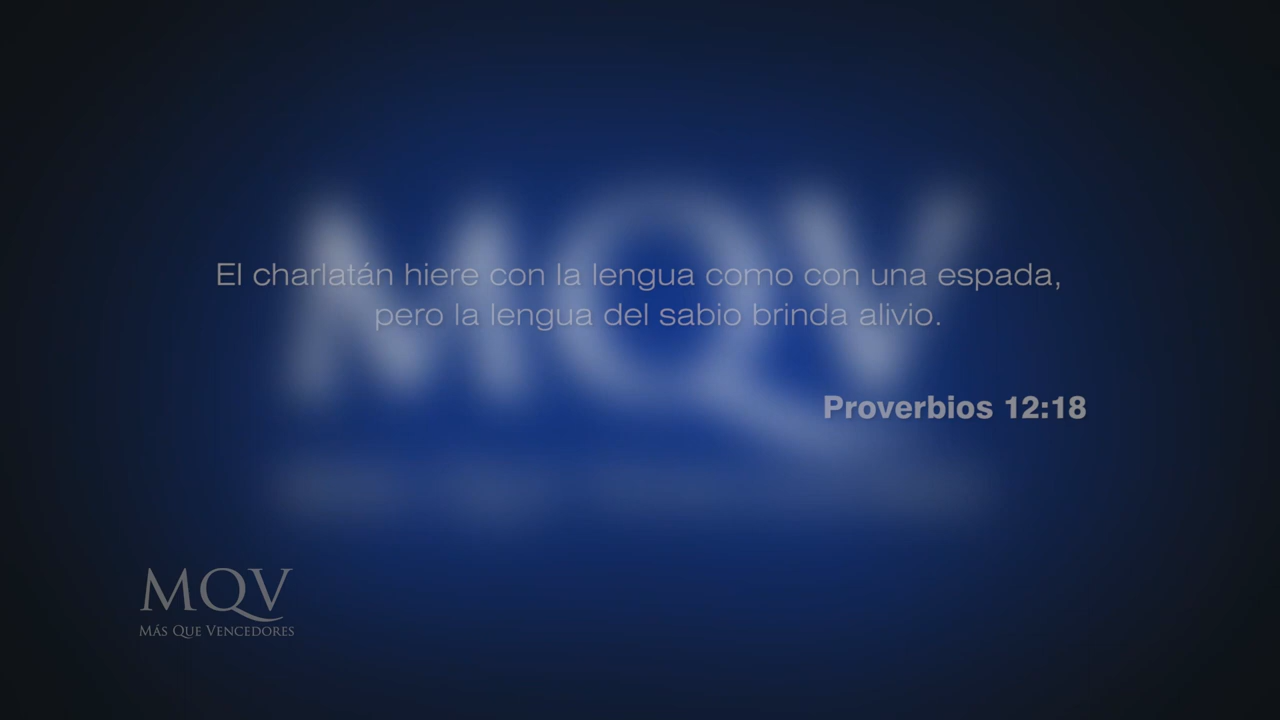 MQV
El charlatán hiere con la lengua como con una espada,
pero la lengua del sabio brinda alivio.
Proverbios 12:18
MQV
MÁS QUE VENCEDORES